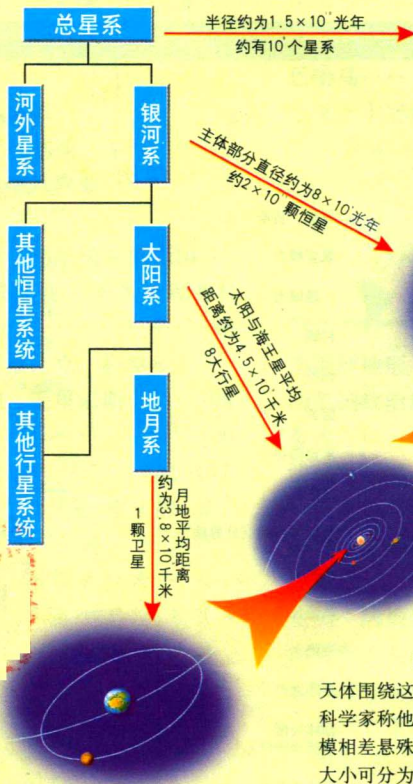 总星系
半径约为1.5×10 光年
约有10 个星系
河外星系
银河系
主体部分直径约为8×10 光年
约2×10 颗恒星
其他恒星系统
太阳系
太阳与海王星平均
距离约为4.5×10 千米
8大行星
其他行星系统
地月系
月地平均距离
约为3.8×10 千米
1颗卫星
天体围绕这
科学家称他
模相差悬殊
大小可分为